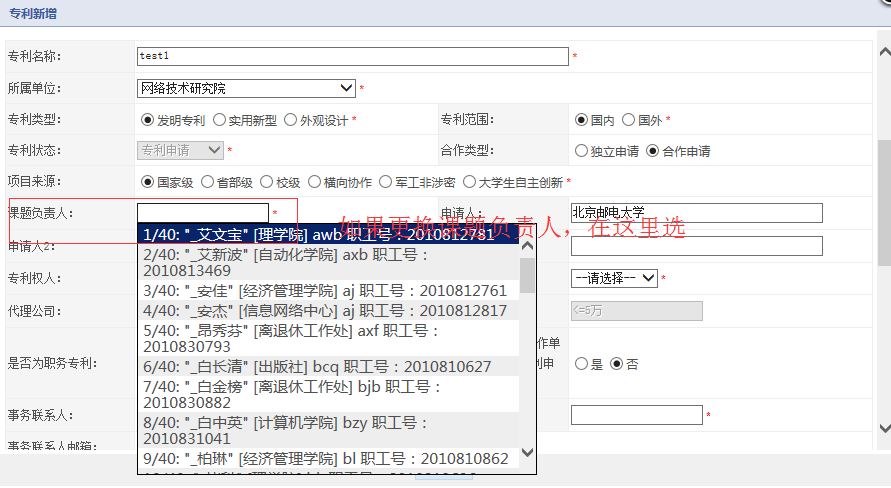 专利新增
专利名称: test1 *
所属单位: 网络技术研究院 *
专利类型: 发明专利 实用新型 外观设计 * 专利范围: 国内 国外 *
专利状态: 专利申请 * 合作类型: 独立申请 合作申请
项目来源: 国家级 省部级 校级 横向协作 军工非涉密 大学生自主创新 *
课题负责人: * 申请人: 北京邮电大学
如果更换课题负责人，在这里选
1/40: "_艾文宝" [理学院] awb 职工号：2010812781
申请人2:
2/40: "_艾新波" [自动化学院] axb 职工号：
2010813469
专利权人: --请选择-- *
3/40: "_安佳" [经济管理学院] aj 职工号：2010812761
4/40: "_安杰" [信息网络中心] aj 职工号：2010812817
代理公司: <=5万
5/40: "_昂秀芬" [离退休工作处] axf 职工号：
2010830793
作单
是否为职务专利: 利申 是 否
6/40: "_白长清" [出版社] bcq 职工号：2010810627
7/40: "_白金榜" [离退休工作处] bjb 职工号：
2010830882
事务联系人: *
8/40: "_白中英" [计算机学院] bzy 职工号：
2010831041
事务联系人邮箱:
9/40: "_柏琳" [经济管理学院] bl 职工号：2010810862